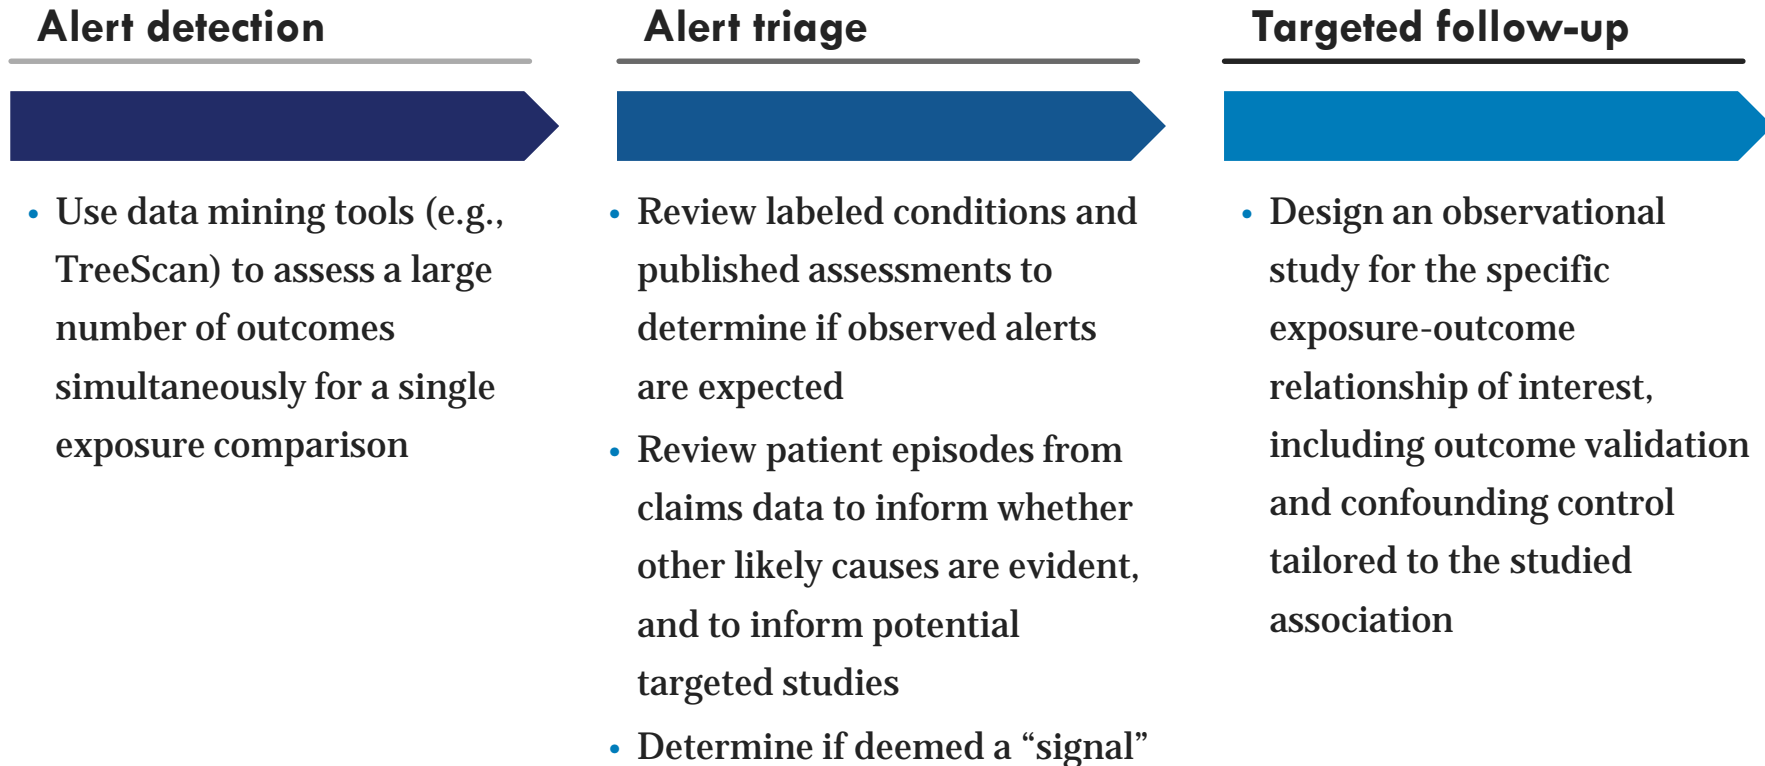 Alert detection
• Use data mining tools (e.g.,
TreeScan) to assess a large
number of outcomes
simultaneously for a single
exposure comparison
Alert triage
• Review labeled conditions and
published assessments to
determine if observed alerts
are expected
• Review patient episodes from
claims data to inform whether
other likely causes are evident,
and to inform potential
targeted studies
• Determine if deemed a “signal”
Targeted follow-up
• Design an observational
study for the specific
exposure-outcome
relationship of interest,
including outcome validation
and confounding control
tailored to the studied
association